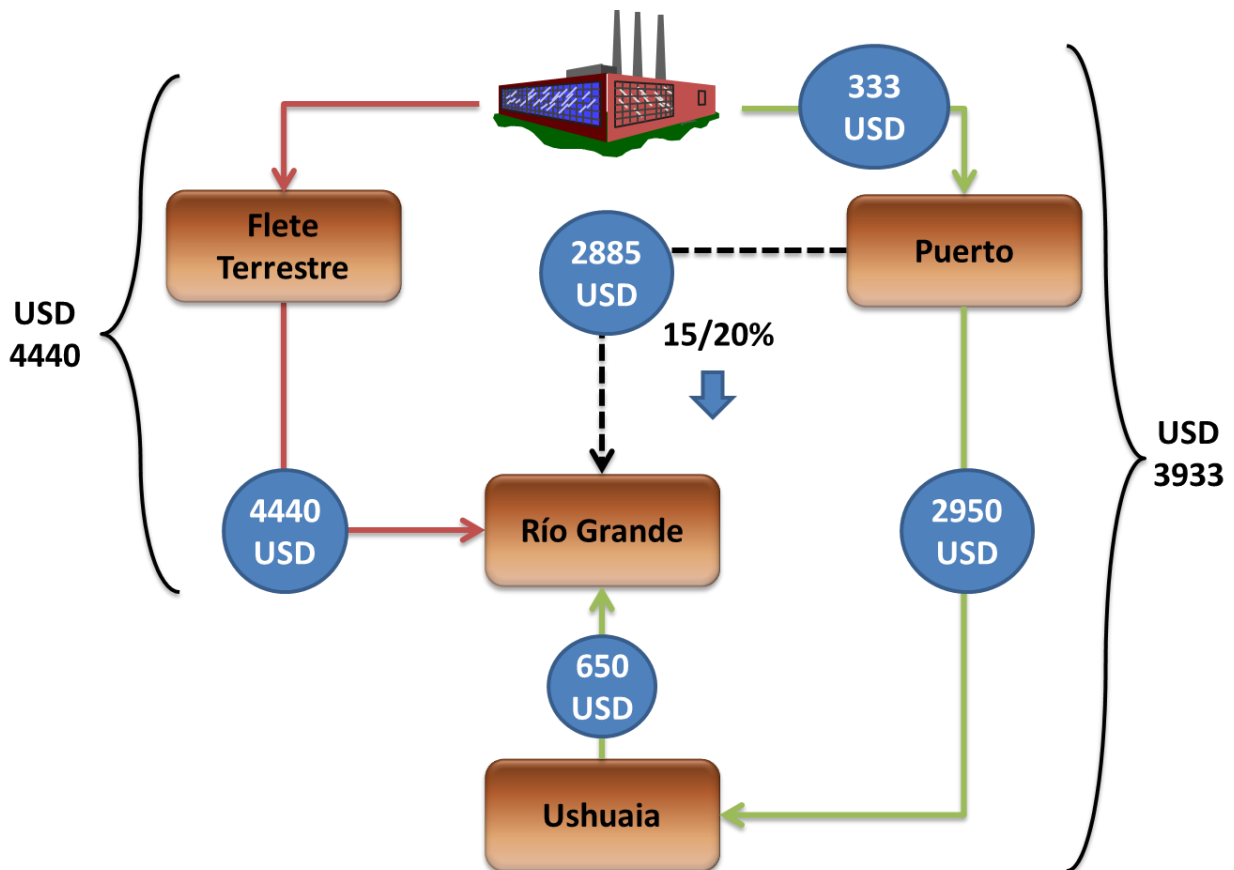 333
USD
Flete
Terrestre
2885
USD
Puerto
15/20%
USD
4440
USD
3933
4440
USD
Río Grande
2950
USD
650
USD
Ushuaia